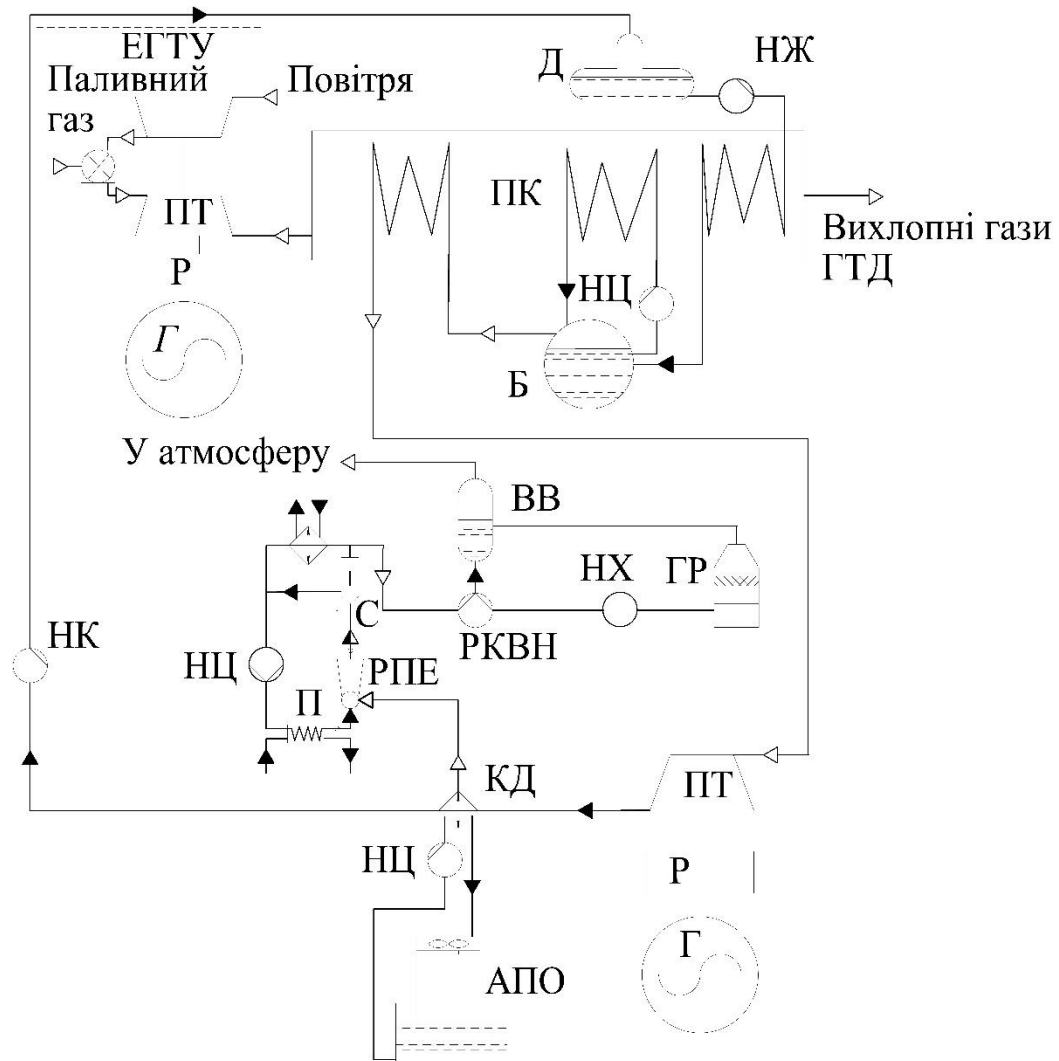 ЕГТУ
Паливний
газ
Повітря
Д
НЖ
ПТ
ПК
Вихлопні гази
ГТД
Р
Г
НЦ
Б
У атмосферу
ВВ
НХ
ГР
С
РКВН
НК
НЦ
РПЕ
П
КД
ПТ
НЦ
Р
Г
АПО